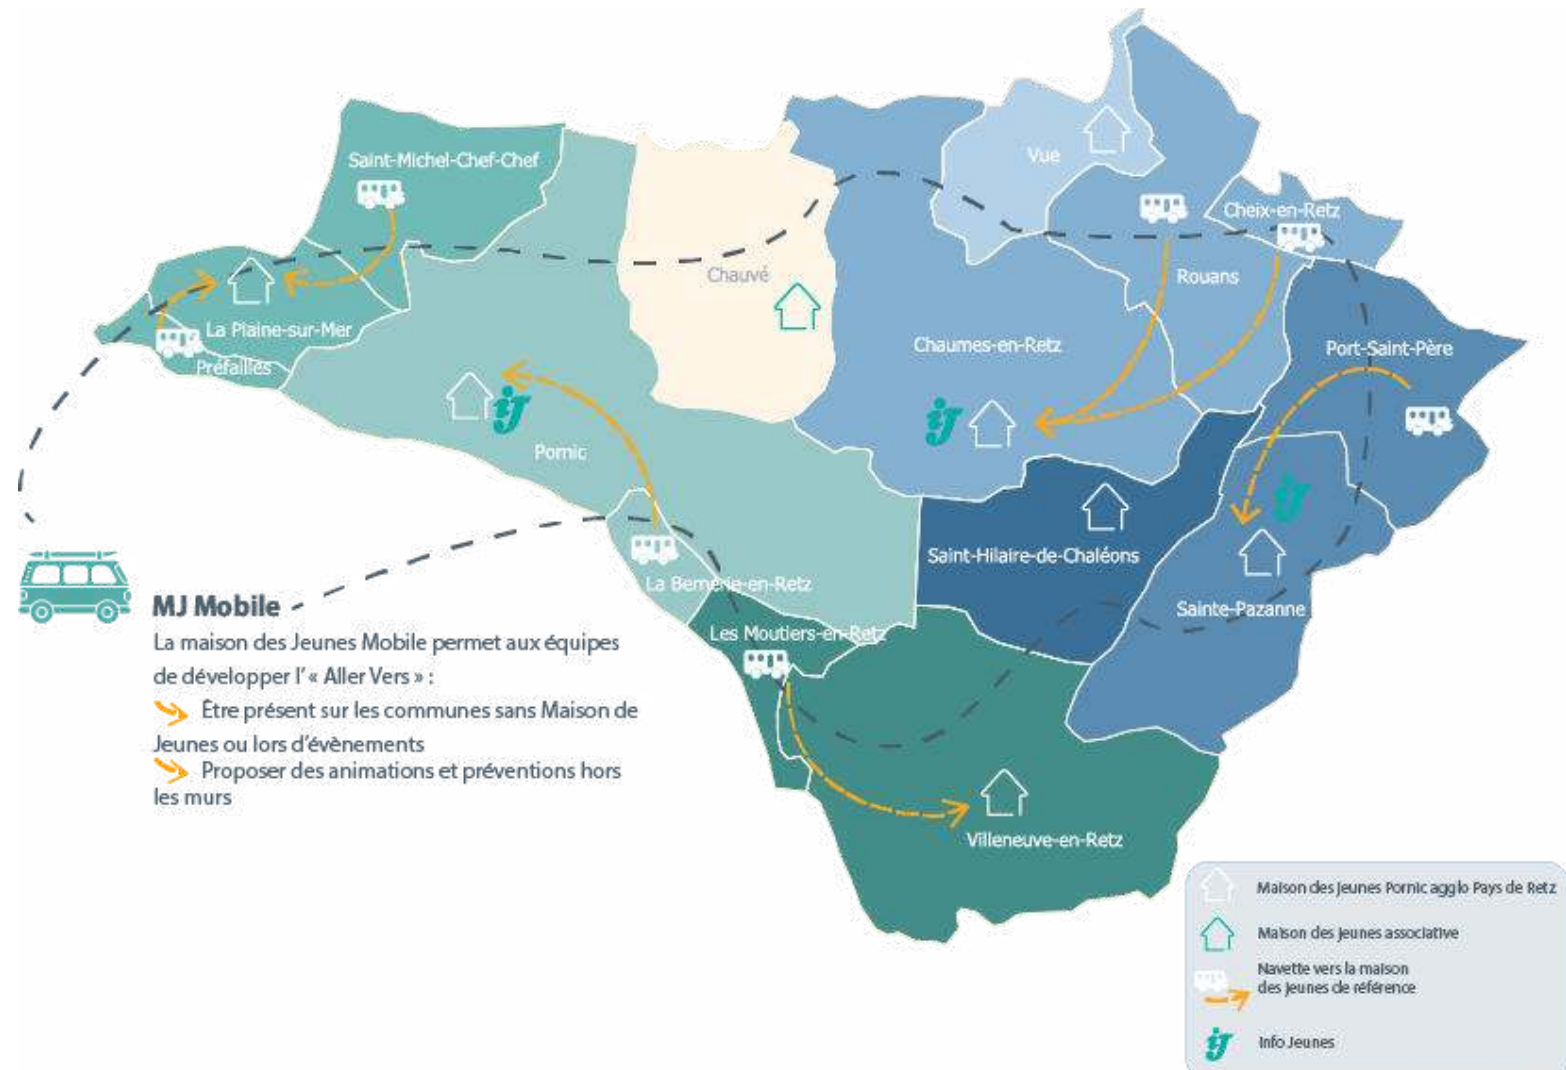 Saint-Michel-Chef-Chef
Vue
Cheix-en-Retz
Chauvé
Rouans
La Plaine-sur-Mer
Préfailles
Chaumes-en-Retz
Port-Saint-Père
Pornic
Saint-Hilaire-de-Chaléons
La Bernerie-en-Retz
Sainte-Pazanne
Les Moutiers-en-Retz
Villeneuve-en-Retz
MJ Mobile
La maison des Jeunes Mobile permet aux équipes
de développer l’« Aller Vers » :
Être présent sur les communes sans Maison de
Jeunes ou lors d’évènements
Proposer des animations et préventions hors
les murs
Maison des Jeunes Pornic agglo Pays de Retz
Maison des jeunes associative
Navette vers la maison
des jeunes de référence
Info Jeunes
iJ
iJ
iJ
iJ